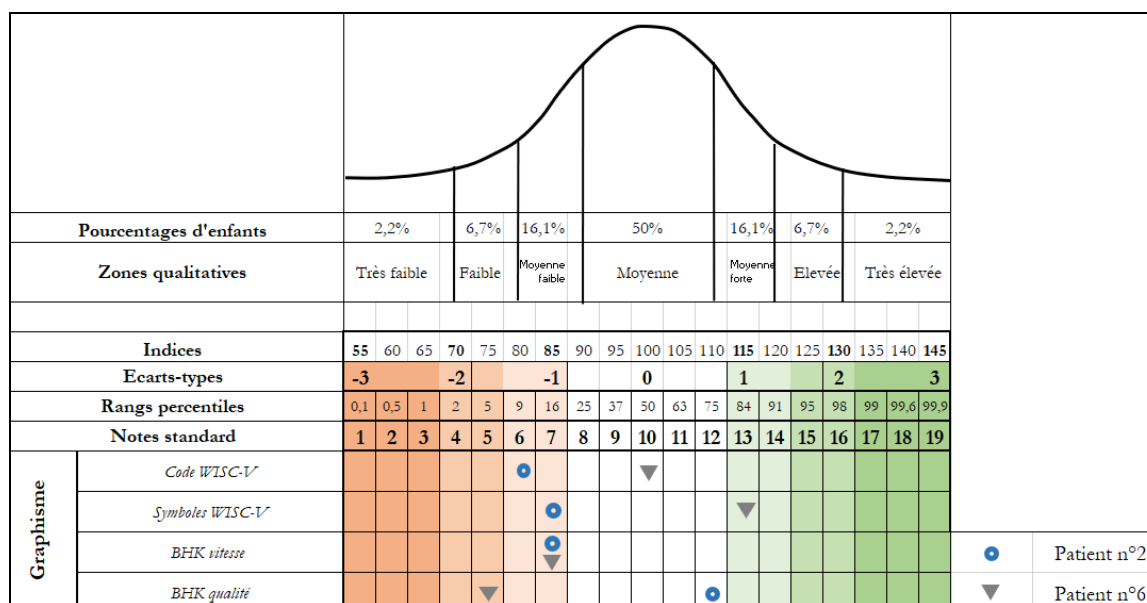 Pourcentages d'enfants 2,2% 6,7% 16,1% 50% 16,1% 6,7% 2,2%
Zones qualitatives Très faible Faible Moyenne faible Moyenne Moyenne forte Elevée Très élevée
Indices 55 60 65 70 75 80 85 90 95 100 105 110 115 120 125 130 135 140 145
Ecarts-types -3 -2 -1 0 1 2 3
Rangs percentiles 0,1 0,5 1 2 5 9 16 25 37 50 63 75 84 91 95 98 99 99,6 99,9
Notes standard 1 2 3 4 5 6 7 8 9 10 11 12 13 14 15 16 17 18 19
Graphisme
Code WISC-V
Symboles WISC-V
BHK vitesse
Patient n°2
BHK qualité
Patient n°6